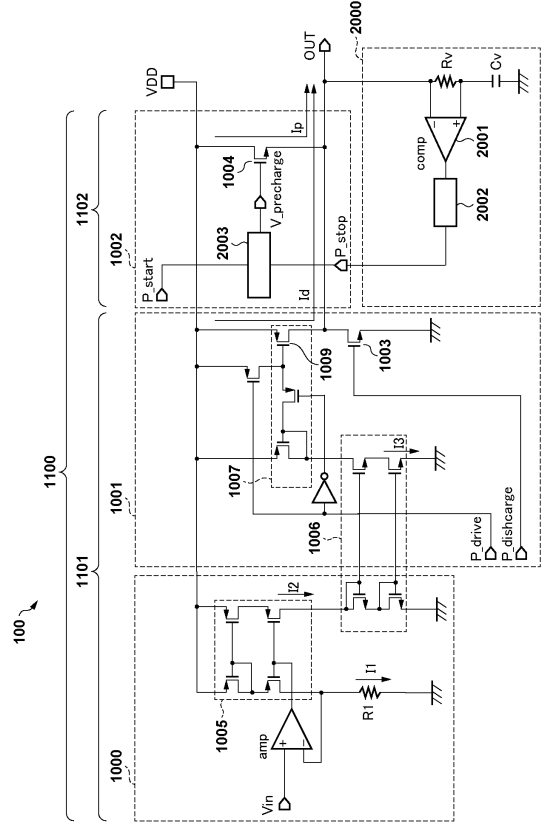 100
1100
1101
1102
1000
1001
1002
VDD
OUT
2000
P_start
2003
1004
V_precharge
Ip
Id
P_stop
Rv
Cv
comp
2001
2002
1007
1009
1003
1006
I3
P_drive
P_dishcarge
1005
I2
amp
+
−
Vin
R1
I1
−
+